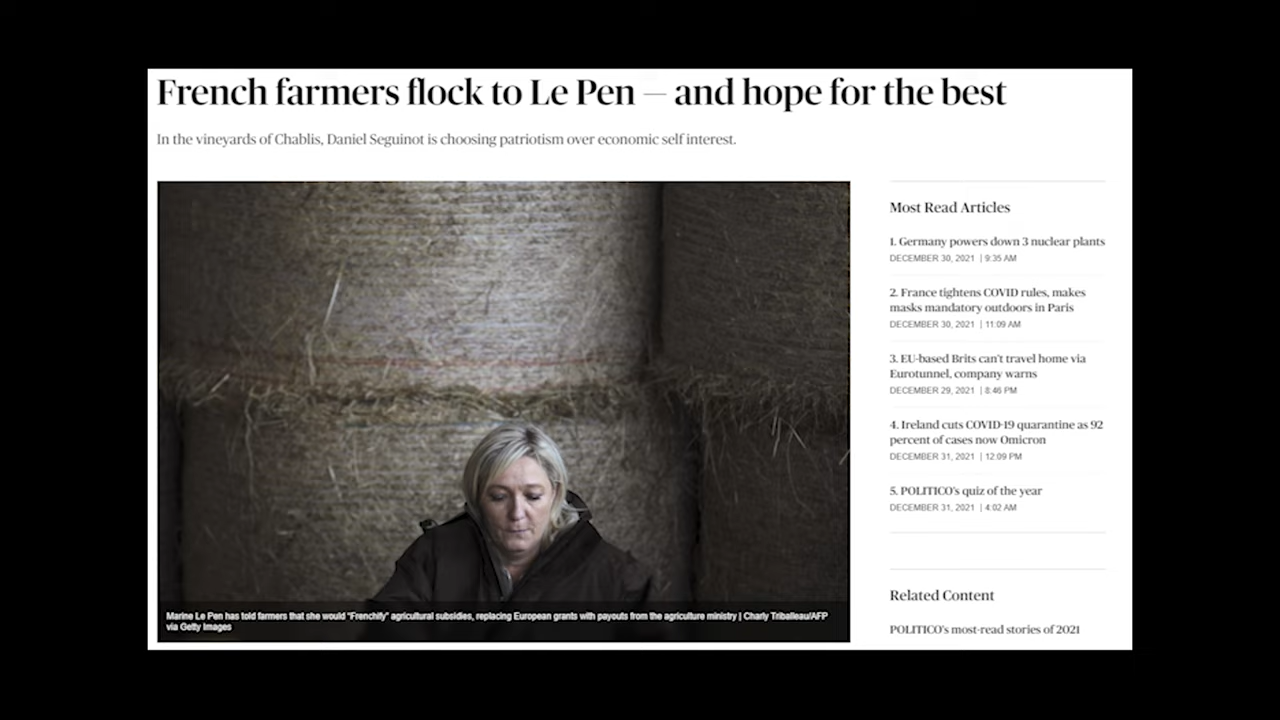 French farmers flock to Le Pen — and hope for the best
In the vineyards of Chablis, Daniel Seguinot is choosing patriotism over economic self interest.
Marine Le Pen has told farmers that she would “Frenchify” agricultural subsidies, replacing European grants with payouts from the agriculture ministry | Charly Triballeau/AFP
via Getty Images
Most Read Articles
1. Germany powers down 3 nuclear plants
DECEMBER 30, 2021 | 9:35 AM
2. France tightens COVID rules, makes
masks mandatory outdoors in Paris
DECEMBER 30, 2021 | 11:09 AM
3. EU-based Brits can’t travel home via
Eurotunnel, company warns
DECEMBER 29, 2021 | 8:46 PM
4. Ireland cuts COVID-19 quarantine as 92
percent of cases now Omicron
DECEMBER 31, 2021 | 12:09 PM
5. POLITICO’s quiz of the year
DECEMBER 31, 2021 | 4:02 AM
Related Content
POLITICO’s most-read stories of 2021